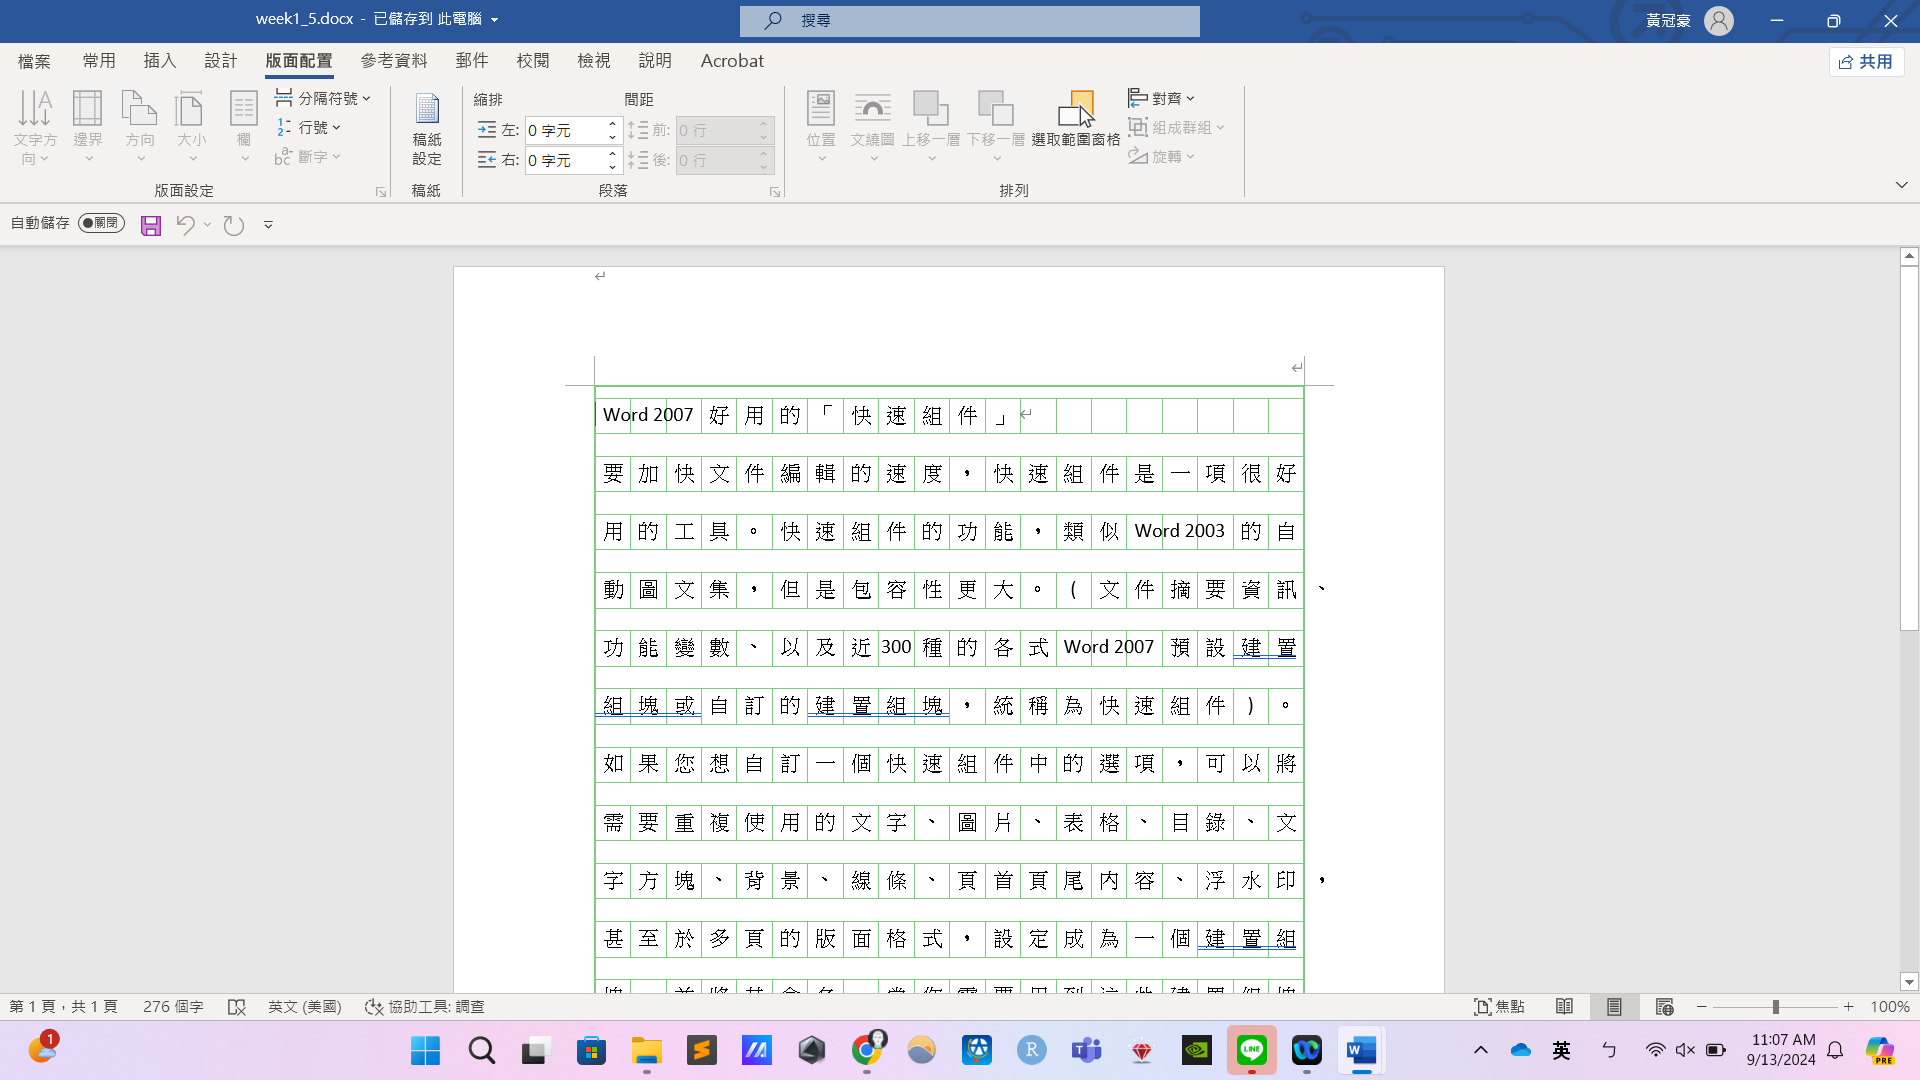 week1_5.docx - 已儲存到 此電腦
搜尋
黃冠豪
檔案 常用 插入 設計 版面配置 參考資料 郵件 校閱 檢視 說明 Acrobat
共用
文字方向 邊界 方向 大小 欄
分隔符號
行號
斷字
版面設定
稿紙設定
稿紙
縮排 間距
左: 0 字元 前: 0 行
右: 0 字元 後: 0 行
段落
位置 文繞圖 上移一層 下移一層 選取範圍窗格
對齊
組成群組
旋轉
排列
自動儲存 關閉
Word 2007 好用的「快速組件」
要加快文件編輯的速度，快速組件是一項很好
用的工具。快速組件的功能，類似 Word 2003 的自
動圖文集，但是包容性更大。(文件摘要資訊、
功能變數、以及近 300 種的各式 Word 2007 預設建置
組塊或自訂的建置組塊，統稱為快速組件)。
如果您想自訂一個快速組件中的選項，可以將
需要重複使用的文字、圖片、表格、目錄、文
字方塊、背景、線條、頁首頁尾內容、浮水印，
甚至於多頁的版面格式，設定成為一個建置組
第 1 頁，共 1 頁 276 個字 英文 (美國) 協助工具: 調查
焦點 100%
1
英
ㄅ
11:07 AM
9/13/2024
PRE